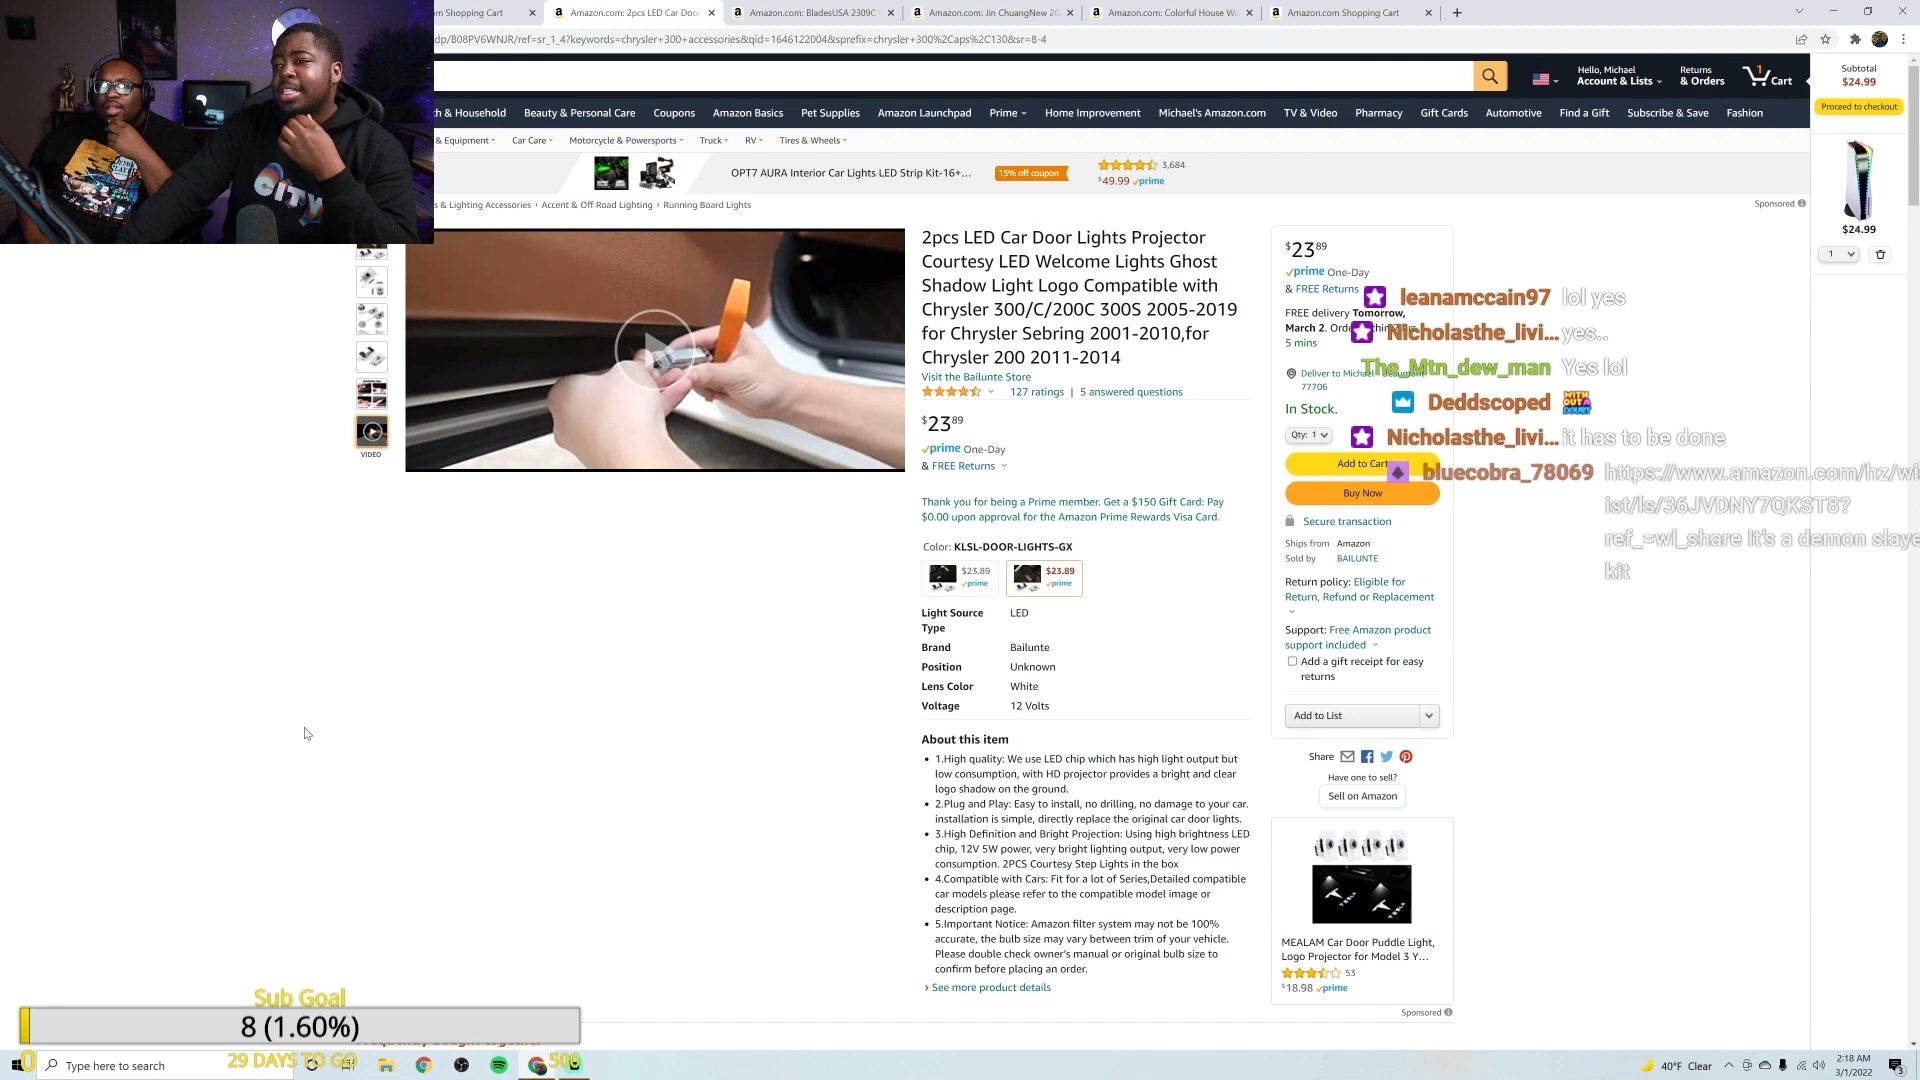 m Shopping Cart
Amazon.com: 2pcs LED Car Doo
Amazon.com: BladesUSA 2309C
Amazon.com: Jin ChuangNew 20
Amazon.com: Colorful House Wo
Amazon.com Shopping Cart
dp/B08PV6WNJR/ref=sr_1_4?keywords=chrysler+300+accessories&qid=1646122004&sprefix=chrysler+300%2Caps%2C130&sr=8-4
Hello, Michael
Account & Lists
Returns
& Orders
1
Cart
Subtotal
$24.99
Proceed to checkout
h & Household Beauty & Personal Care Coupons Amazon Basics Pet Supplies Amazon Launchpad Prime Home Improvement Michael's Amazon.com TV & Video Pharmacy Gift Cards Automotive Find a Gift Subscribe & Save Fashion
& Equipment Car Care Motorcycle & Powersports Truck RV Tires & Wheels
OPT7 AURA Interior Car Lights LED Strip Kit-16+...
15% off coupon
3,684
$49.99 prime
s & Lighting Accessories › Accent & Off Road Lighting › Running Board Lights
Sponsored
$24.99
1
CITY
VIDEO
2pcs LED Car Door Lights Projector
Courtesy LED Welcome Lights Ghost
Shadow Light Logo Compatible with
Chrysler 300/C/200C 300S 2005-2019
for Chrysler Sebring 2001-2010,for
Chrysler 200 2011-2014
Visit the Bailunte Store
127 ratings | 5 answered questions
$23 89
prime One-Day
& FREE Returns
Thank you for being a Prime member. Get a $150 Gift Card: Pay
$0.00 upon approval for the Amazon Prime Rewards Visa Card.
Color: KLSL-DOOR-LIGHTS-GX
$23.89
prime
$23.89
prime
Light Source
Type
LED
Brand Bailunte
Position Unknown
Lens Color White
Voltage 12 Volts
About this item
• 1.High quality: We use LED chip which has high light output but
low consumption, with HD projector provides a bright and clear
logo shadow on the ground.
• 2.Plug and Play: Easy to install, no drilling, no damage to your car.
installation is simple, directly replace the original car door lights.
• 3.High Definition and Bright Projection: Using high brightness LED
chip, 12V 5W power, very bright lighting output, very low power
consumption. 2PCS Courtesy Step Lights in the box
• 4.Compatible with Cars: Fit for a lot of Series,Detailed compatible
car models please refer to the compatible model image or
description page.
• 5.Important Notice: Amazon filter system may not be 100%
accurate, the bulb size may vary between trim of your vehicle.
Please double check owner's manual or original bulb size to
confirm before placing an order.
› See more product details
$23 89
prime One-Day
& FREE Returns
FREE delivery Tomorrow,
March 2.
5 mins
Deliver to Michael
77706
In Stock.
Qty: 1
Add to Cart
Buy Now
Secure transaction
Ships from Amazon
Sold by BAILUNTE
Return policy: Eligible for
Return, Refund or Replacement
Support: Free Amazon product
support included
Add a gift receipt for easy
returns
Add to List
Share
Have one to sell?
Sell on Amazon
TESLA
TESLA
MEALAM Car Door Puddle Light,
Logo Projector for Model 3 Y...
53
$18.98 prime
Sponsored
leanamccain97 lol yes
Nicholasthe_livi... yes..
The_Mtn_dew_man Yes lol
Deddscoped WITH OUT A DOUBT
Nicholasthe_livi... it has to be done
bluecobra_78069 https://www.amazon.com/hz/wi
ist/ls/36JVDNY7QKST8?
ref_=wl_share It's a demon slaye
kit
Sub Goal
8 (1.60%)
0
29 DAYS TO GO
500
Type here to search
40°F Clear
2:18 AM
3/1/2022
3